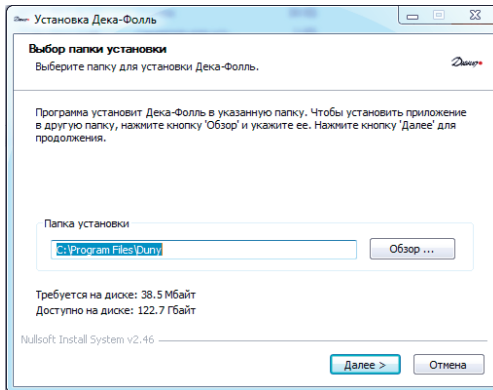 Установка Дека-Фолль
Выбор папки установки
Выберите папку для установки Дека-Фолль.
Программа установит Дека-Фолль в указанную папку. Чтобы установить приложение
в другую папку, нажмите кнопку 'Обзор' и укажите ее. Нажмите кнопку 'Далее' для
продолжения.
Папка установки
C:\Program Files\Duny
Обзор ...
Требуется на диске: 38.5 Мбайт
Доступно на диске: 122.7 Гбайт
Nullsoft Install System v2.46
Далее >
Отмена